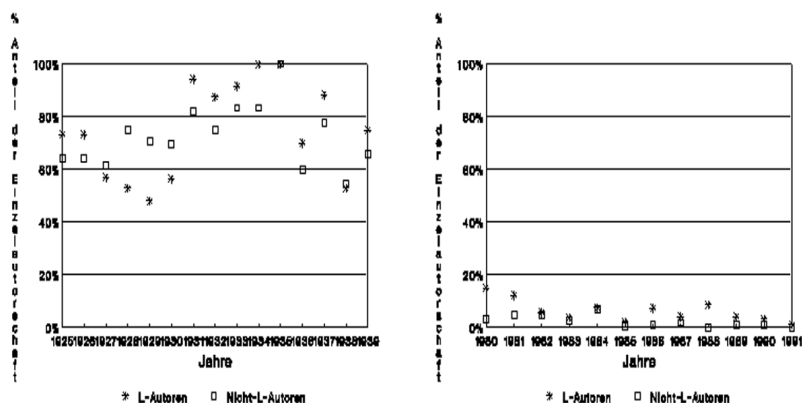 % Anteil der Einzelautorschaft
100%
80%
60%
40%
20%
0%
1925 1926 1927 1928 1929 1930 1931 1932 1933 1934 1935 1936 1937 1938 1939
Jahre
L-Autoren Nicht-L-Autoren
% Anteil der Einzelautorschaft
100%
80%
60%
40%
20%
0%
1980 1981 1982 1983 1984 1985 1986 1987 1988 1989 1990 1991
Jahre
L-Autoren Nicht-L-Autoren